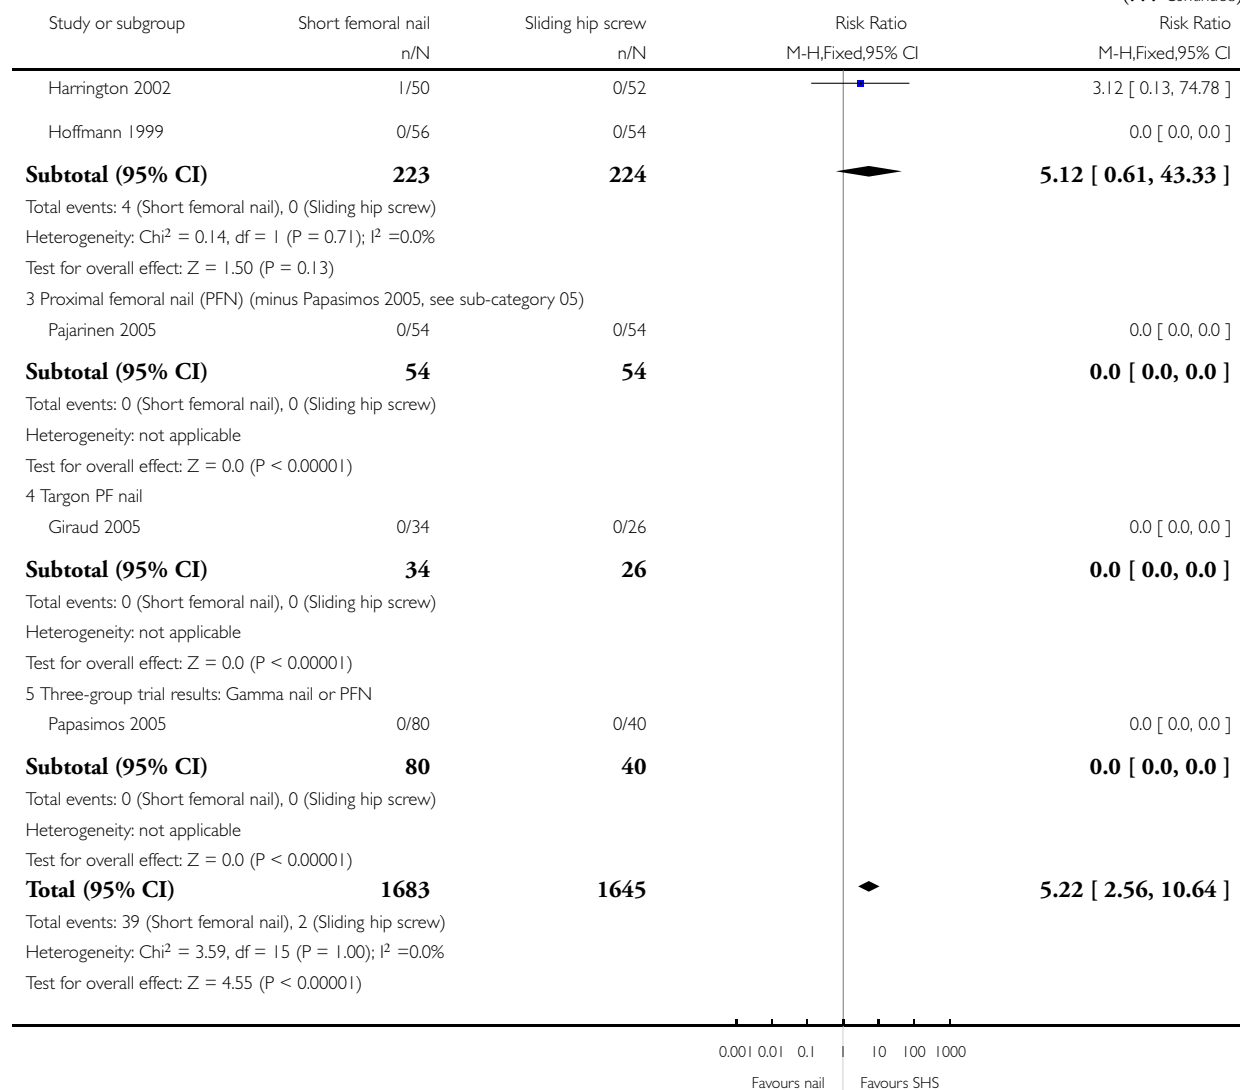 (... Continued)
Study or subgroup Short femoral nail Sliding hip screw Risk Ratio Risk Ratio
n/N n/N M-H,Fixed,95% CI M-H,Fixed,95% CI
Harrington 2002 1/50 0/52 3.12 [ 0.13, 74.78 ]
Hoffmann 1999 0/56 0/54 0.0 [ 0.0, 0.0 ]
Subtotal (95% CI) 223 224 5.12 [ 0.61, 43.33 ]
Total events: 4 (Short femoral nail), 0 (Sliding hip screw)
Heterogeneity: Chi² = 0.14, df = 1 (P = 0.71); I² =0.0%
Test for overall effect: Z = 1.50 (P = 0.13)
3 Proximal femoral nail (PFN) (minus Papasimos 2005, see sub-category 05)
Pajarinen 2005 0/54 0/54 0.0 [ 0.0, 0.0 ]
Subtotal (95% CI) 54 54 0.0 [ 0.0, 0.0 ]
Total events: 0 (Short femoral nail), 0 (Sliding hip screw)
Heterogeneity: not applicable
Test for overall effect: Z = 0.0 (P < 0.00001)
4 Targon PF nail
Giraud 2005 0/34 0/26 0.0 [ 0.0, 0.0 ]
Subtotal (95% CI) 34 26 0.0 [ 0.0, 0.0 ]
Total events: 0 (Short femoral nail), 0 (Sliding hip screw)
Heterogeneity: not applicable
Test for overall effect: Z = 0.0 (P < 0.00001)
5 Three-group trial results: Gamma nail or PFN
Papasimos 2005 0/80 0/40 0.0 [ 0.0, 0.0 ]
Subtotal (95% CI) 80 40 0.0 [ 0.0, 0.0 ]
Total events: 0 (Short femoral nail), 0 (Sliding hip screw)
Heterogeneity: not applicable
Test for overall effect: Z = 0.0 (P < 0.00001)
Total (95% CI) 1683 1645 5.22 [ 2.56, 10.64 ]
Total events: 39 (Short femoral nail), 2 (Sliding hip screw)
Heterogeneity: Chi² = 3.59, df = 15 (P = 1.00); I² =0.0%
Test for overall effect: Z = 4.55 (P < 0.00001)
0.001 0.01 0.1 1 10 100 1000
Favours nail Favours SHS